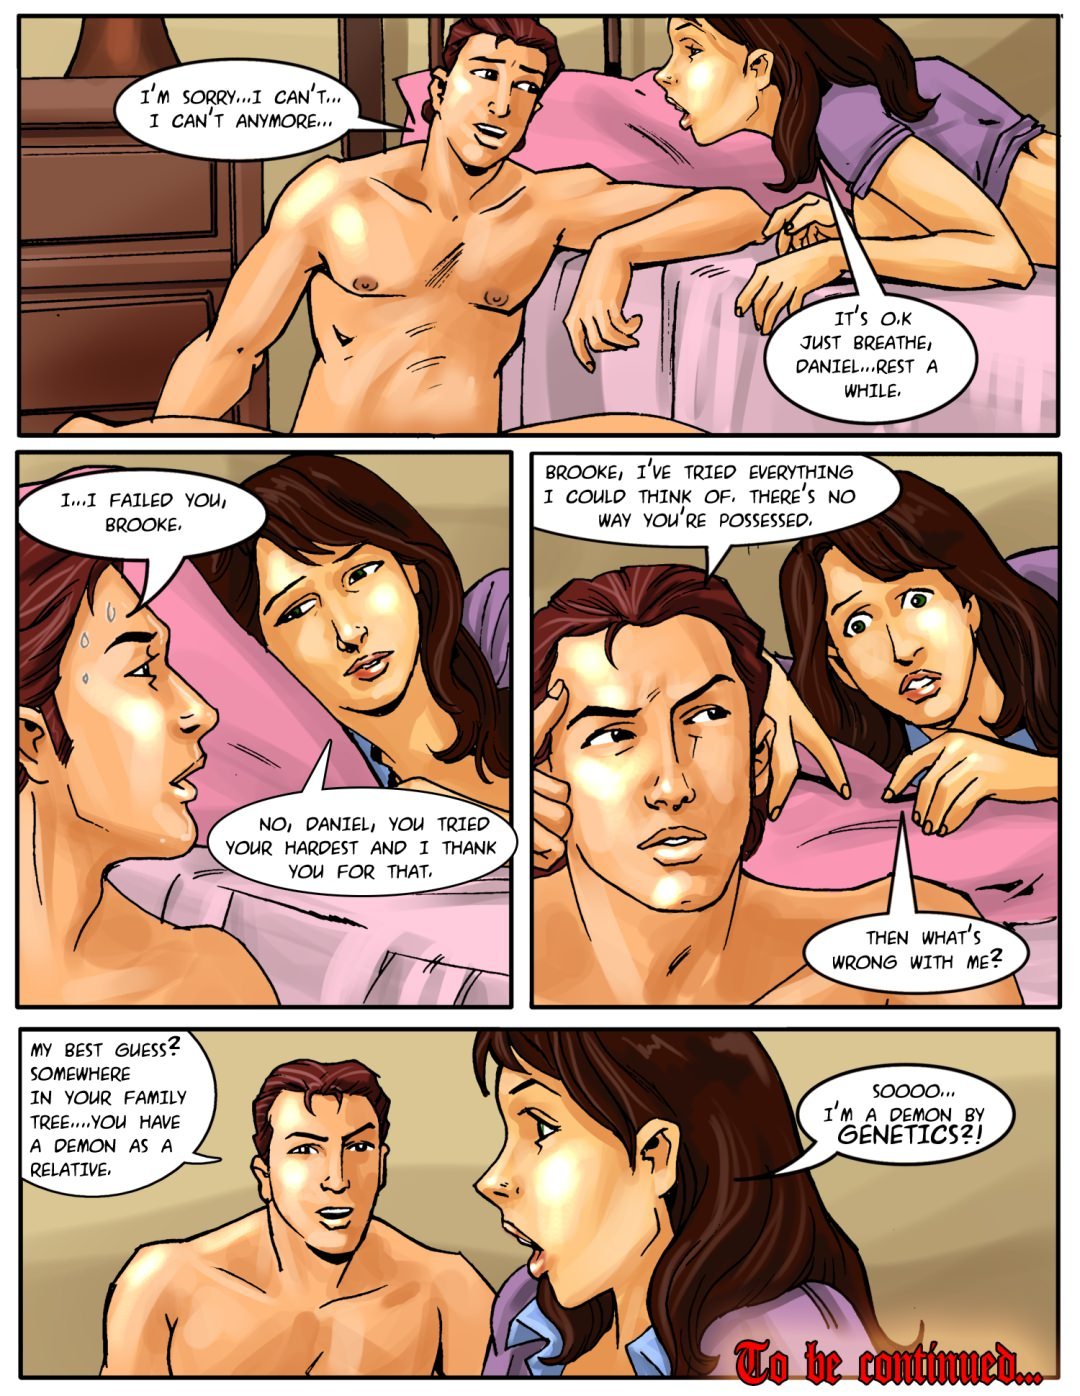 I'M SORRY...I CAN'T...
I CAN'T ANYMORE...
IT'S O.K
JUST BREATHE,
DANIEL...REST A
WHILE.
I...I FAILED YOU,
BROOKE.
NO, DANIEL, YOU TRIED
YOUR HARDEST AND I THANK
YOU FOR THAT.
BROOKE, I'VE TRIED EVERYTHING
I COULD THINK OF. THERE'S NO
WAY YOU'RE POSSESSED.
THEN WHAT'S
WRONG WITH ME?
MY BEST GUESS?
SOMEWHERE
IN YOUR FAMILY
TREE....YOU HAVE
A DEMON AS A
RELATIVE.
SOOOO...
I'M A DEMON BY
GENETICS?!
To be continued...